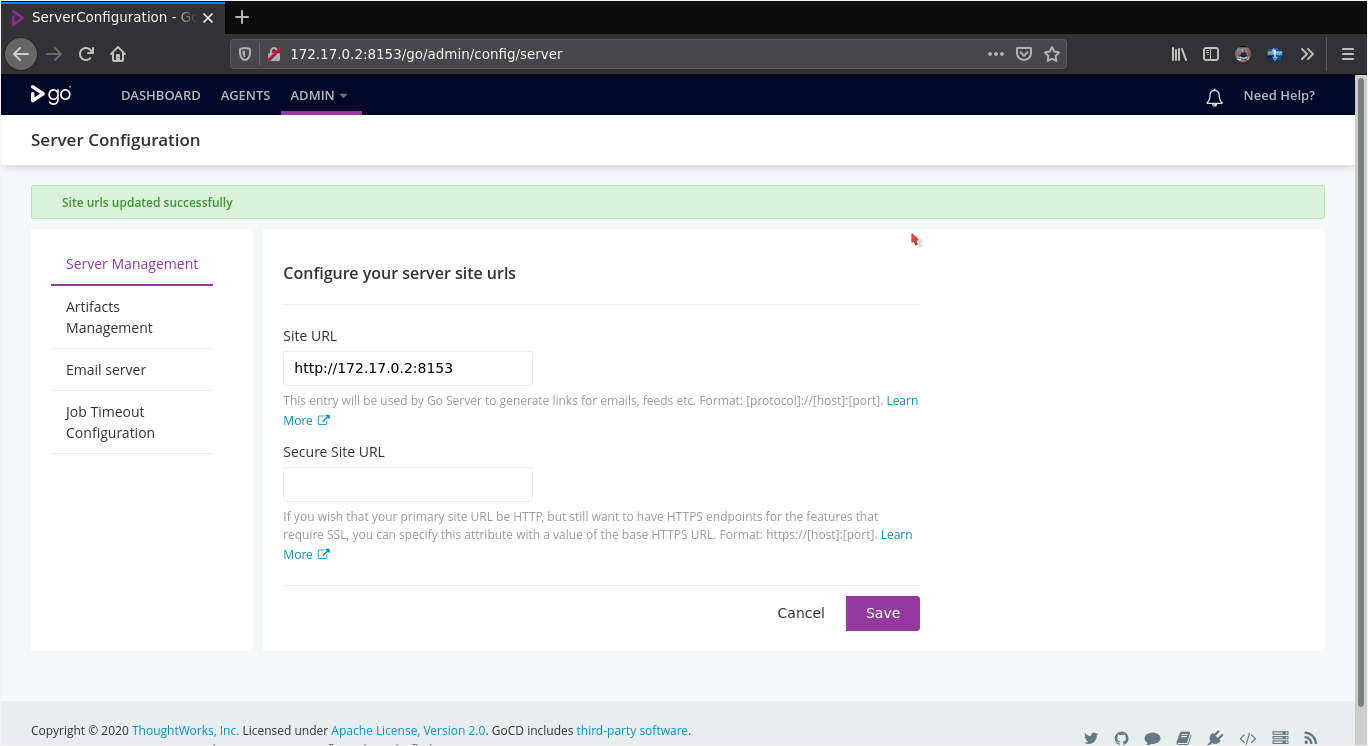 ServerConfiguration - Go
172.17.0.2:8153/go/admin/config/server
go DASHBOARD AGENTS ADMIN Need Help?
Server Configuration
Site urls updated successfully
Server Management
Artifacts
Management
Email server
Job Timeout
Configuration
Configure your server site urls
Site URL
http://172.17.0.2:8153
This entry will be used by Go Server to generate links for emails, feeds etc. Format: [protocol]://[host]:[port]. Learn
More
Secure Site URL
If you wish that your primary site URL be HTTP, but still want to have HTTPS endpoints for the features that
require SSL, you can specify this attribute with a value of the base HTTPS URL. Format: https://[host]:[port]. Learn
More
Cancel Save
Copyright © 2020 ThoughtWorks, Inc. Licensed under Apache License, Version 2.0. GoCD includes third-party software.